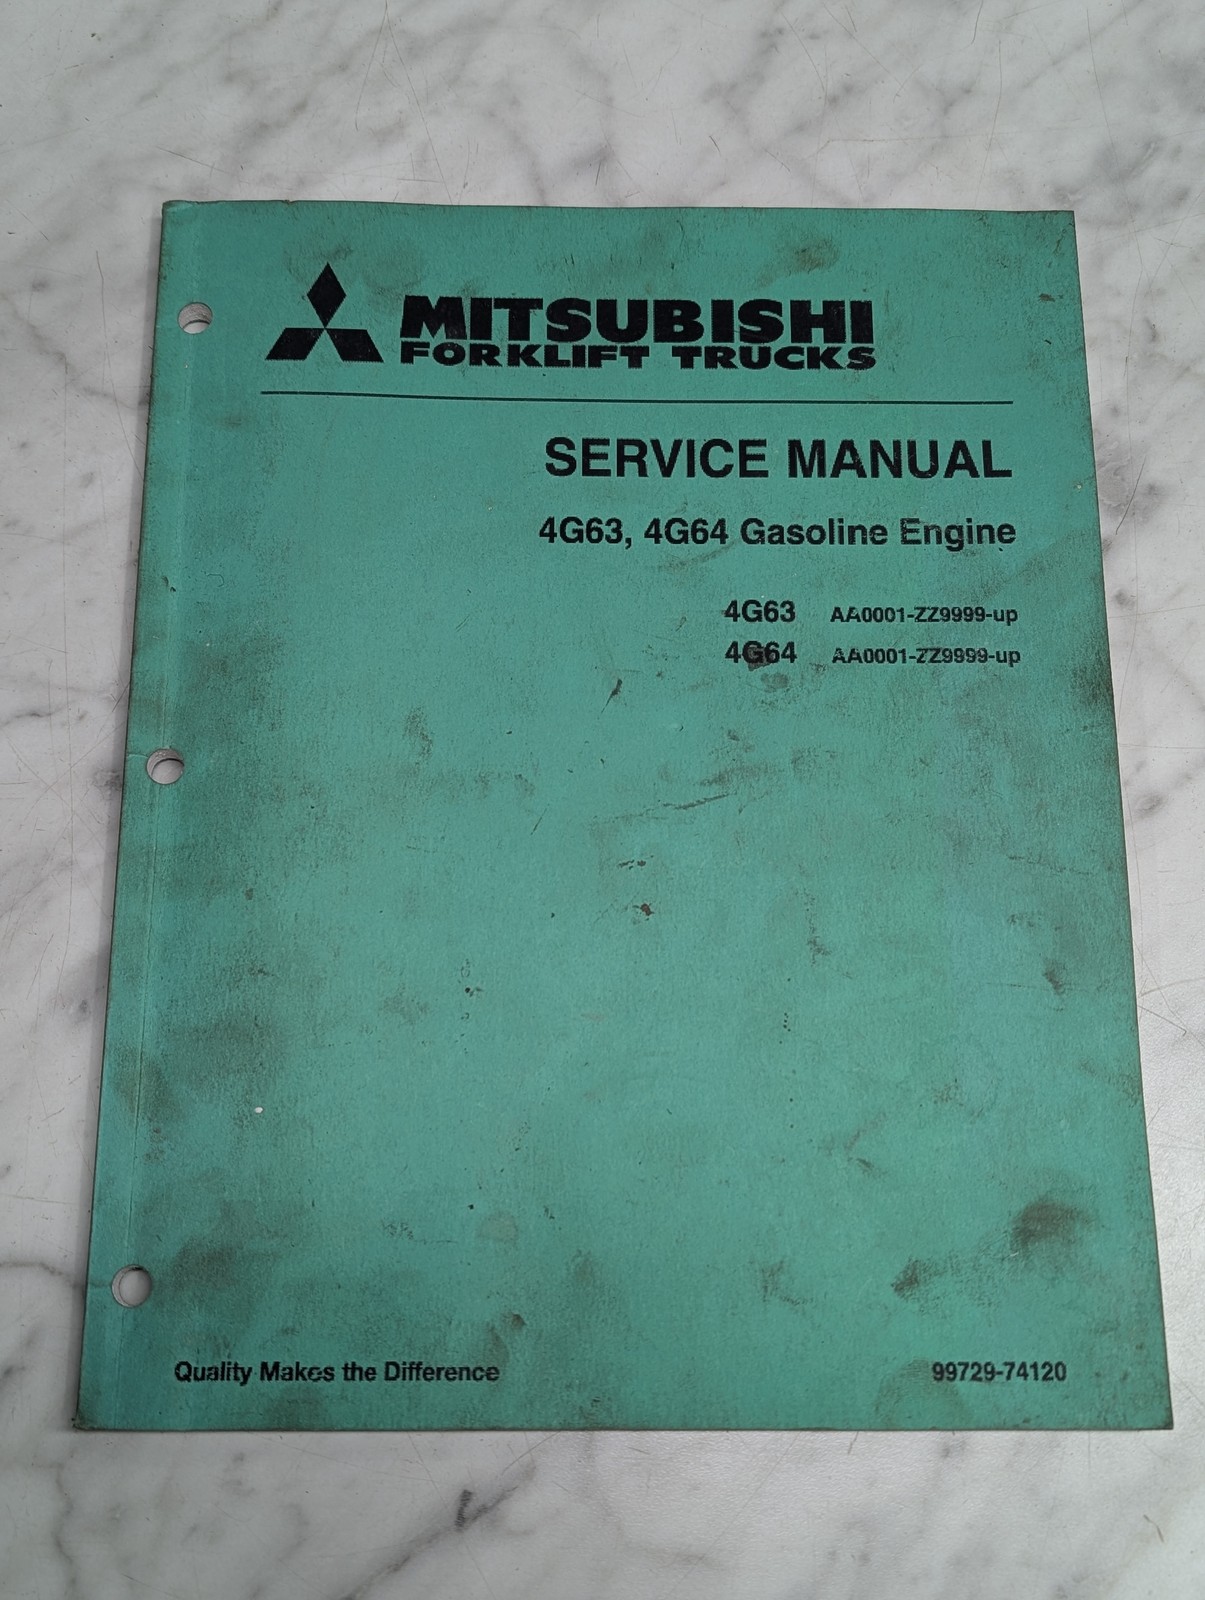 MITSUBISHI
FORKLIFT TRUCKS
SERVICE MANUAL
4G63, 4G64 Gasoline Engine
4G63 AA0001-ZZ9999-up
4G64 AA0001-ZZ9999-up
Quality Makes the Difference
99729-74120